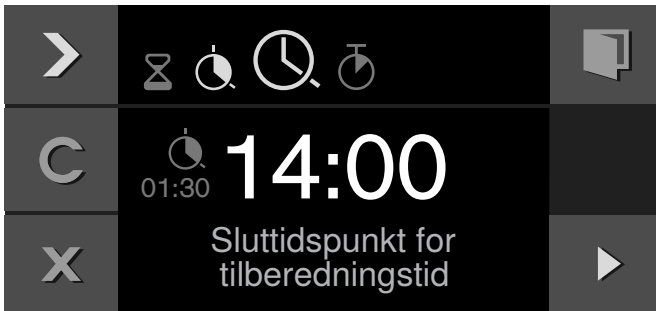 C
01:30
14:00
X
Sluttidspunkt for
tilberedningstid